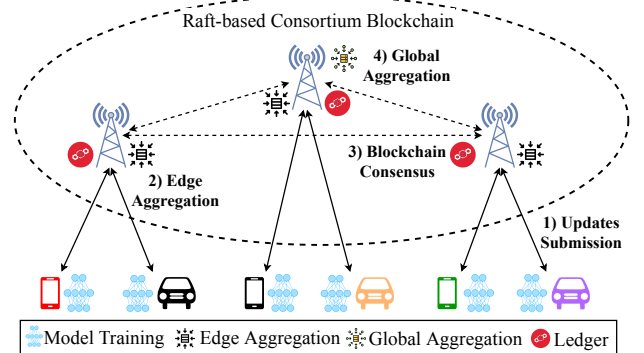 Raft-based Consortium Blockchain
4) Global
Aggregation
3) Blockchain
Consensus
2) Edge
Aggregation
1) Updates
Submission
Model Training Edge Aggregation Global Aggregation Ledger